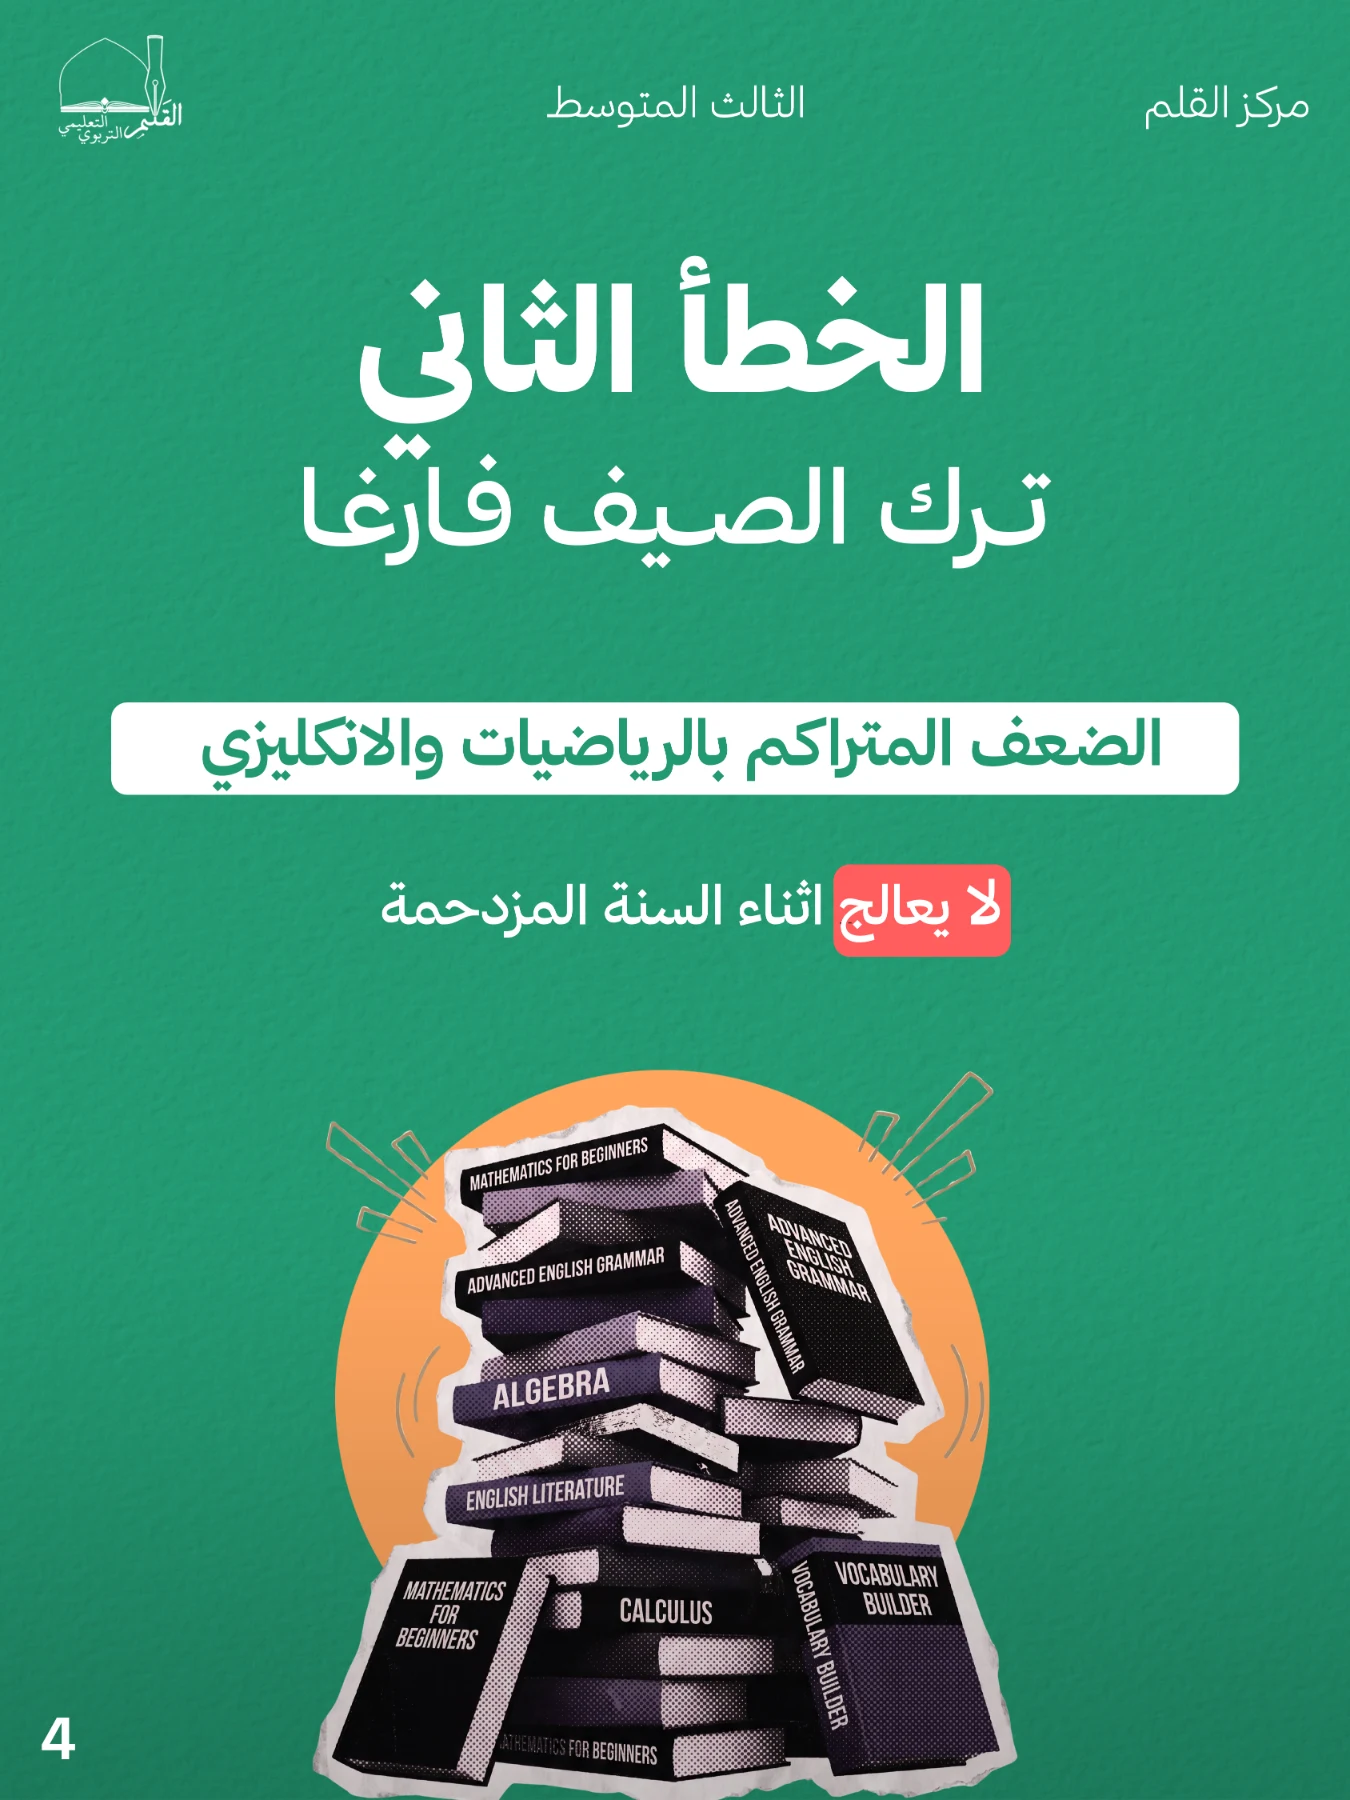 مركز القلم
الثالث المتوسط
القلم
التعليمي
التربوي
الخطأ الثاني
ترك الصيف فارغا
الضعف المتراكم بالرياضيات والانكليزي
لا يعالج اثناء السنة المزدحمة
MATHEMATICS FOR BEGINNERS
ADVANCED ENGLISH GRAMMAR
ADVANCED
ENGLISH
GRAMMAR
ADVANCED ENGLISH GRAMMAR
ALGEBRA
ENGLISH LITERATURE
MATHEMATICS
FOR
BEGINNERS
CALCULUS
VOCABULARY BUILDER
VOCABULARY
BUILDER
MATHEMATICS FOR BEGINNERS
4